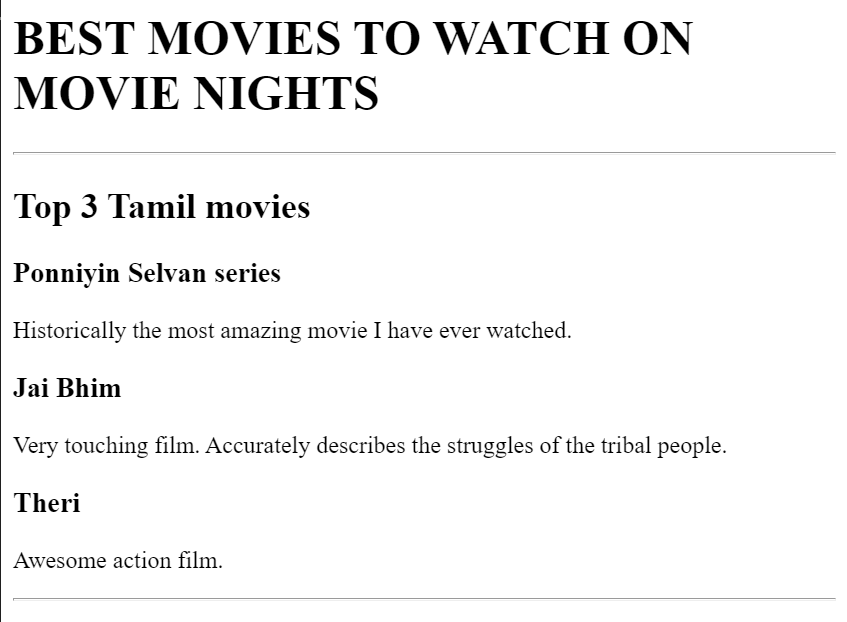 BEST MOVIES TO WATCH ON
MOVIE NIGHTS
Top 3 Tamil movies
Ponniyin Selvan series
Historically the most amazing movie I have ever watched.
Jai Bhim
Very touching film. Accurately describes the struggles of the tribal people.
Theri
Awesome action film.